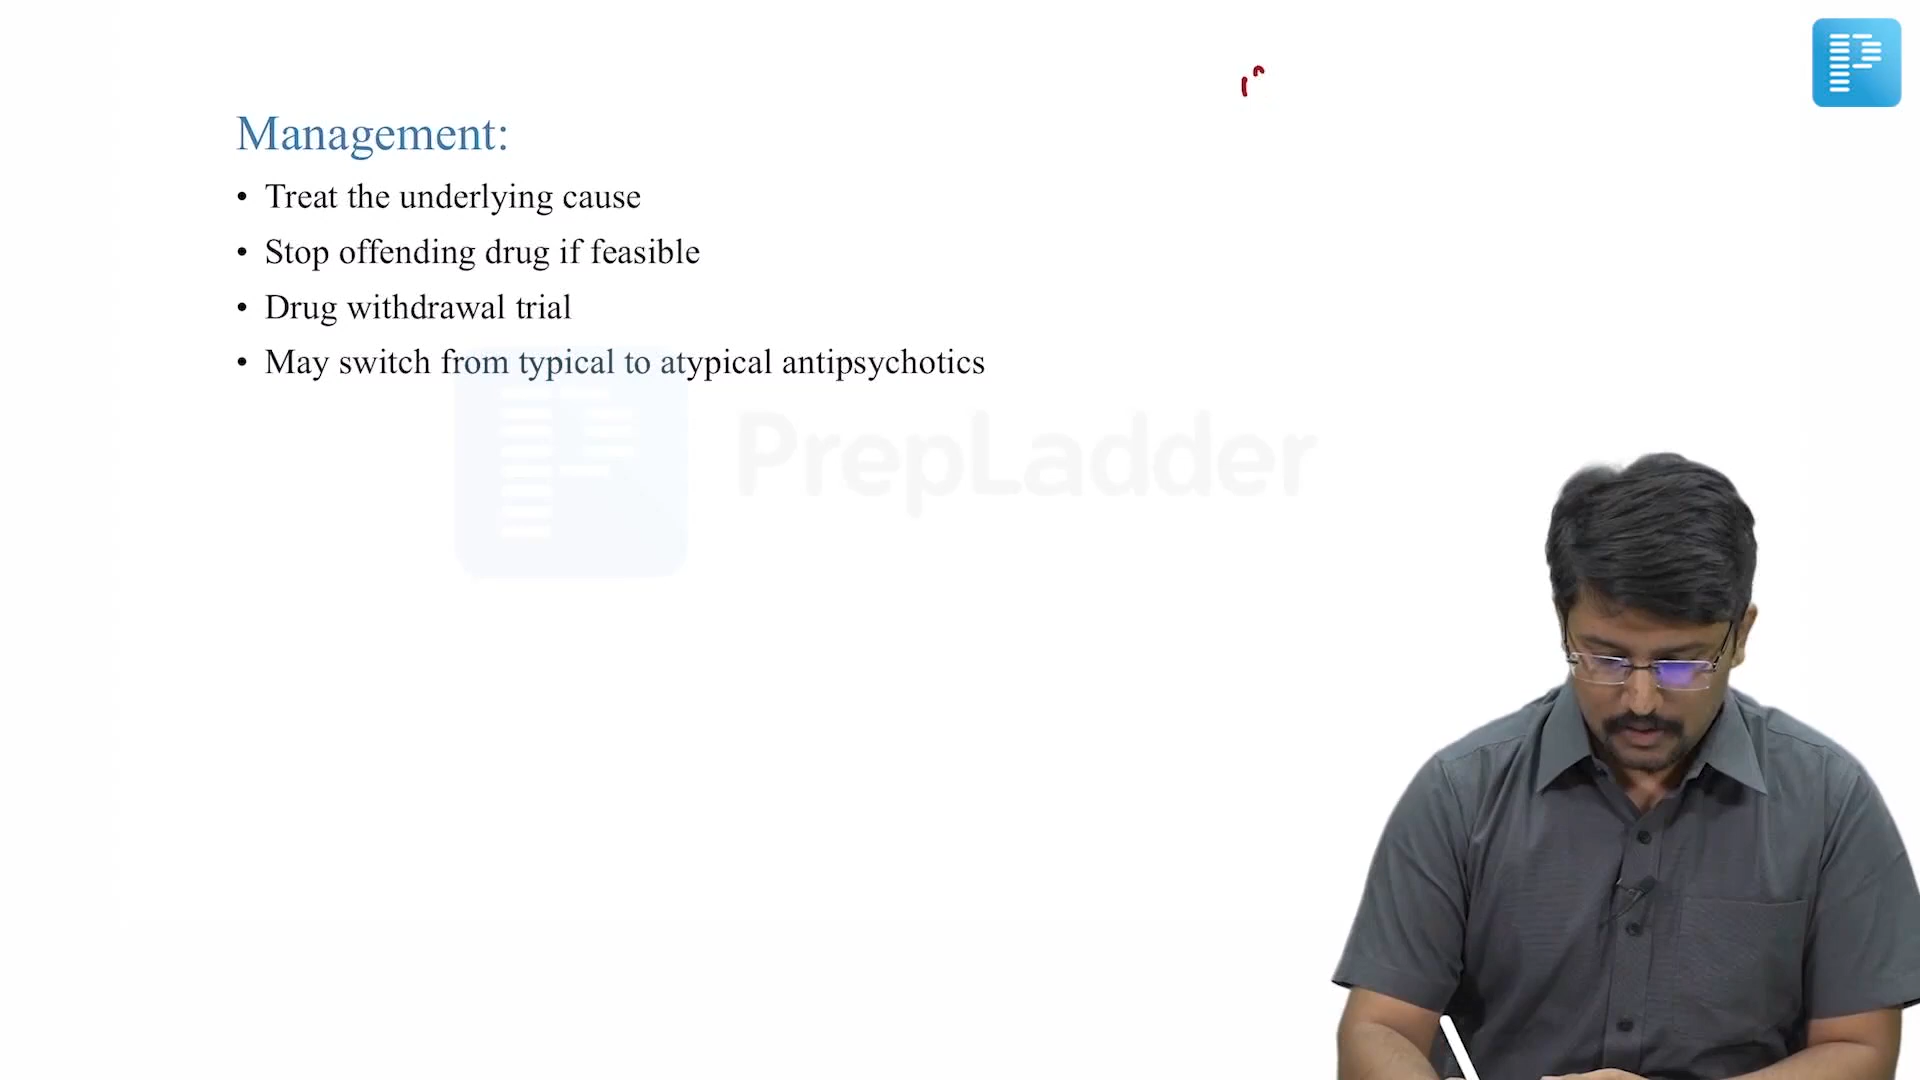 Management:
• Treat the underlying cause
• Stop offending drug if feasible
• Drug withdrawal trial
• May switch from typical to atypical antipsychotics
PrepLadder